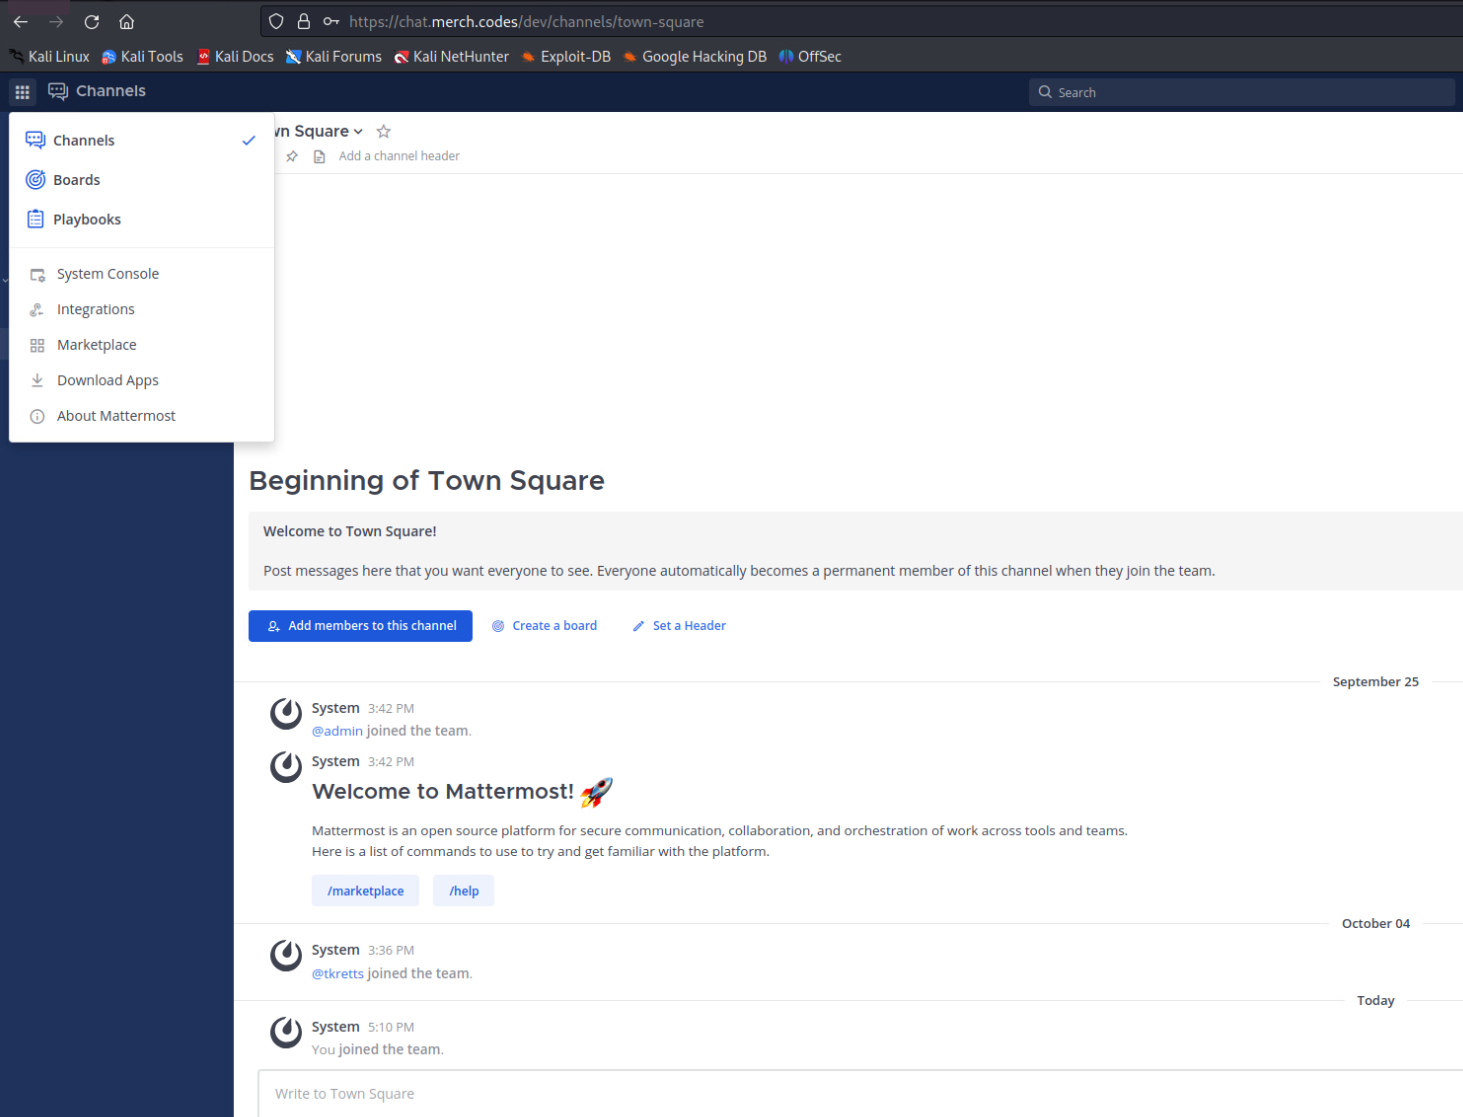 https://chat.merch.codes/dev/channels/town-square
Kali Linux Kali Tools Kali Docs Kali Forums Kali NetHunter Exploit-DB Google Hacking DB OffSec
Channels
Search
Channels
Boards
Playbooks
System Console
Integrations
Marketplace
Download Apps
About Mattermost
wn Square
Add a channel header
Beginning of Town Square
Welcome to Town Square!
Post messages here that you want everyone to see. Everyone automatically becomes a permanent member of this channel when they join the team.
Add members to this channel Create a board Set a Header
September 25
System 3:42 PM
@admin joined the team.
System 3:42 PM
Welcome to Mattermost! 🚀
Mattermost is an open source platform for secure communication, collaboration, and orchestration of work across tools and teams.
Here is a list of commands to use to try and get familiar with the platform.
/marketplace /help
October 04
System 3:36 PM
@tkretts joined the team.
Today
System 5:10 PM
You joined the team.
Write to Town Square